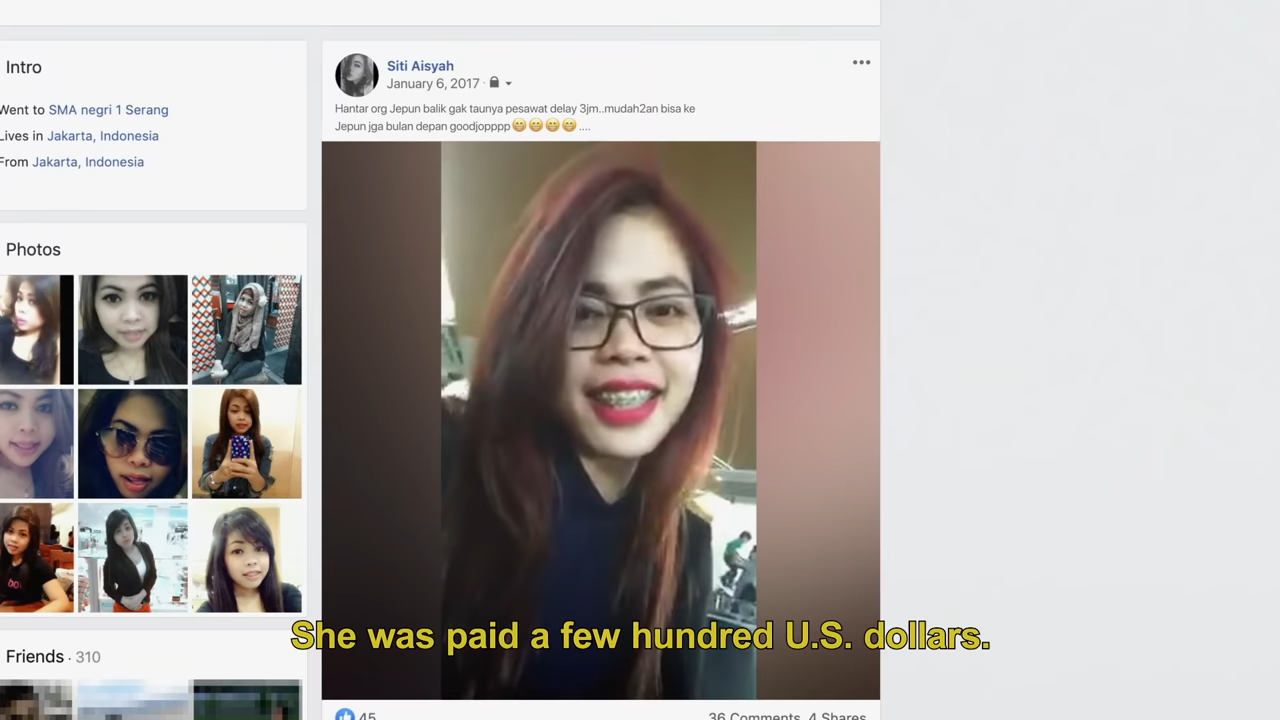 Intro
Went to SMA negri 1 Serang
Lives in Jakarta, Indonesia
From Jakarta, Indonesia
Photos
Friends · 310
Siti Aisyah
January 6, 2017 ·
Hantar org Jepun balik gak taunya pesawat delay 3jm..mudah2an bisa ke
Jepun jga bulan depan goodjopppp😁😁😁😁 ....
She was paid a few hundred U.S. dollars.
45
36 Comments 4 Shares